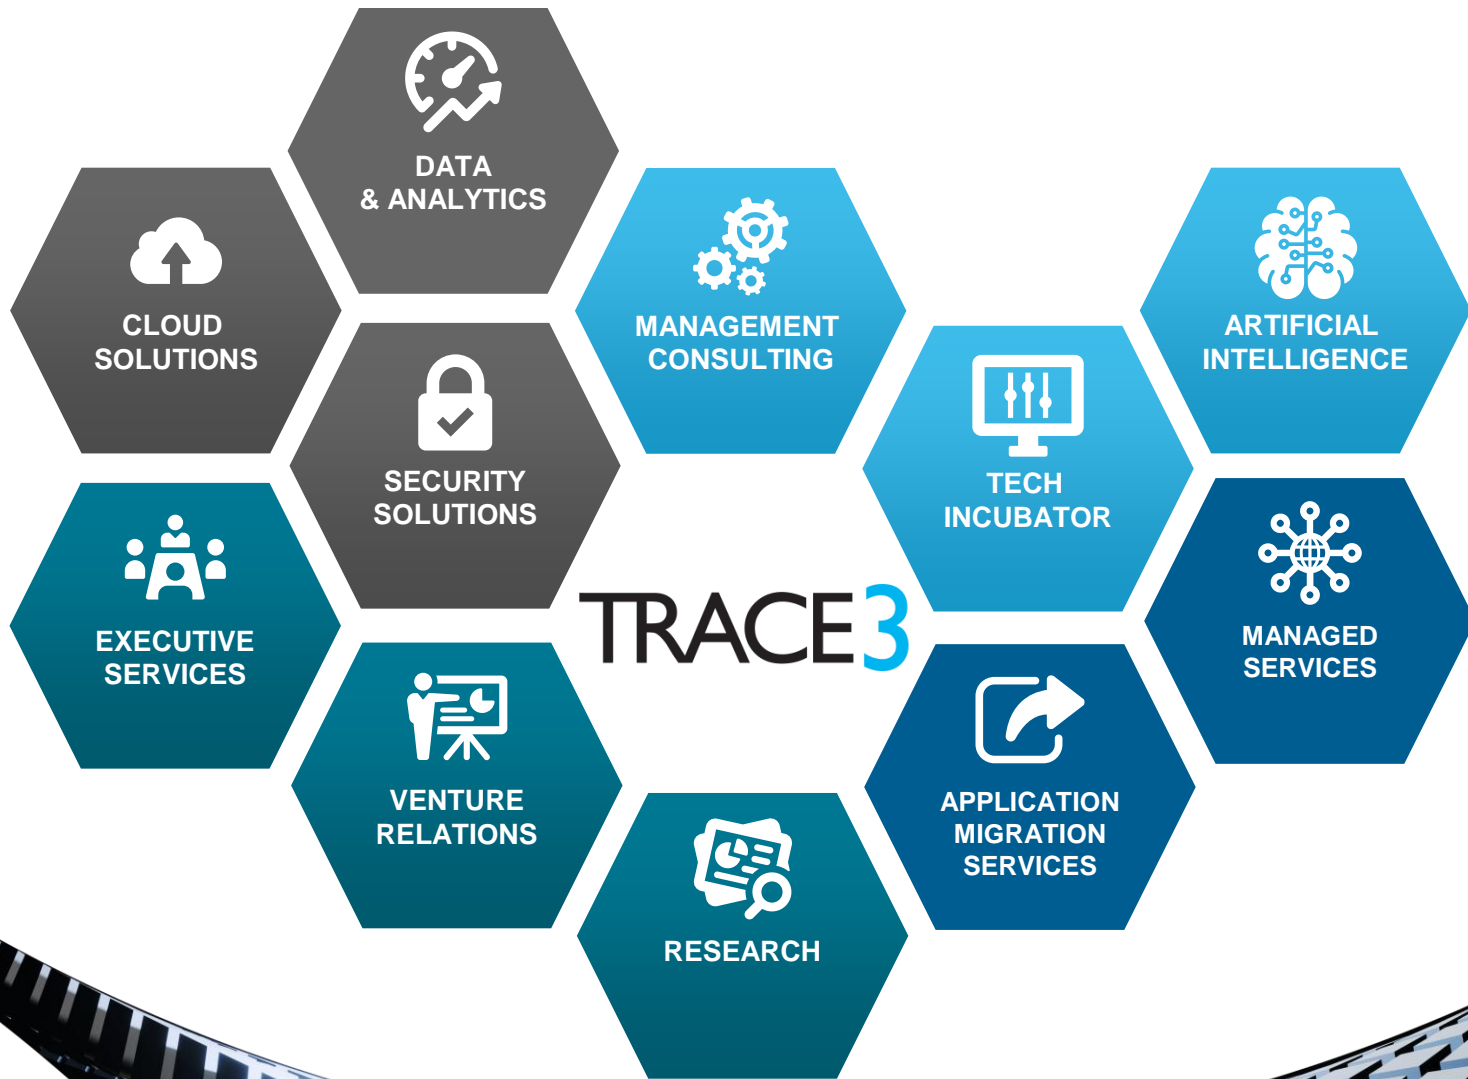 DATA
& ANALYTICS
CLOUD
SOLUTIONS
MANAGEMENT
CONSULTING
ARTIFICIAL
INTELLIGENCE
SECURITY
SOLUTIONS
TECH
INCUBATOR
TRACE3
EXECUTIVE
SERVICES
MANAGED
SERVICES
VENTURE
RELATIONS
APPLICATION
MIGRATION
SERVICES
RESEARCH